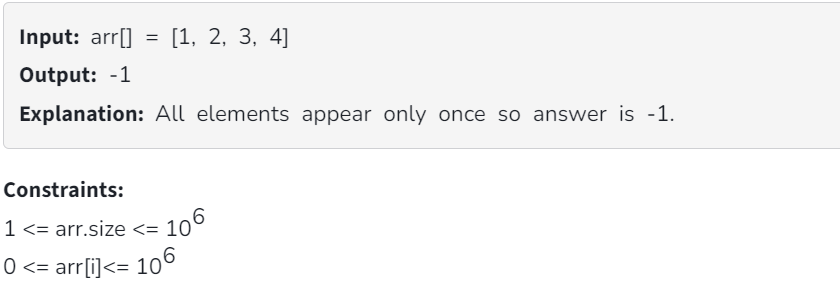 Input: arr[] = [1, 2, 3, 4]
Output: -1
Explanation: All elements appear only once so answer is -1.
Constraints:
1 <= arr.size <= 10^6
0 <= arr[i]<= 10^6